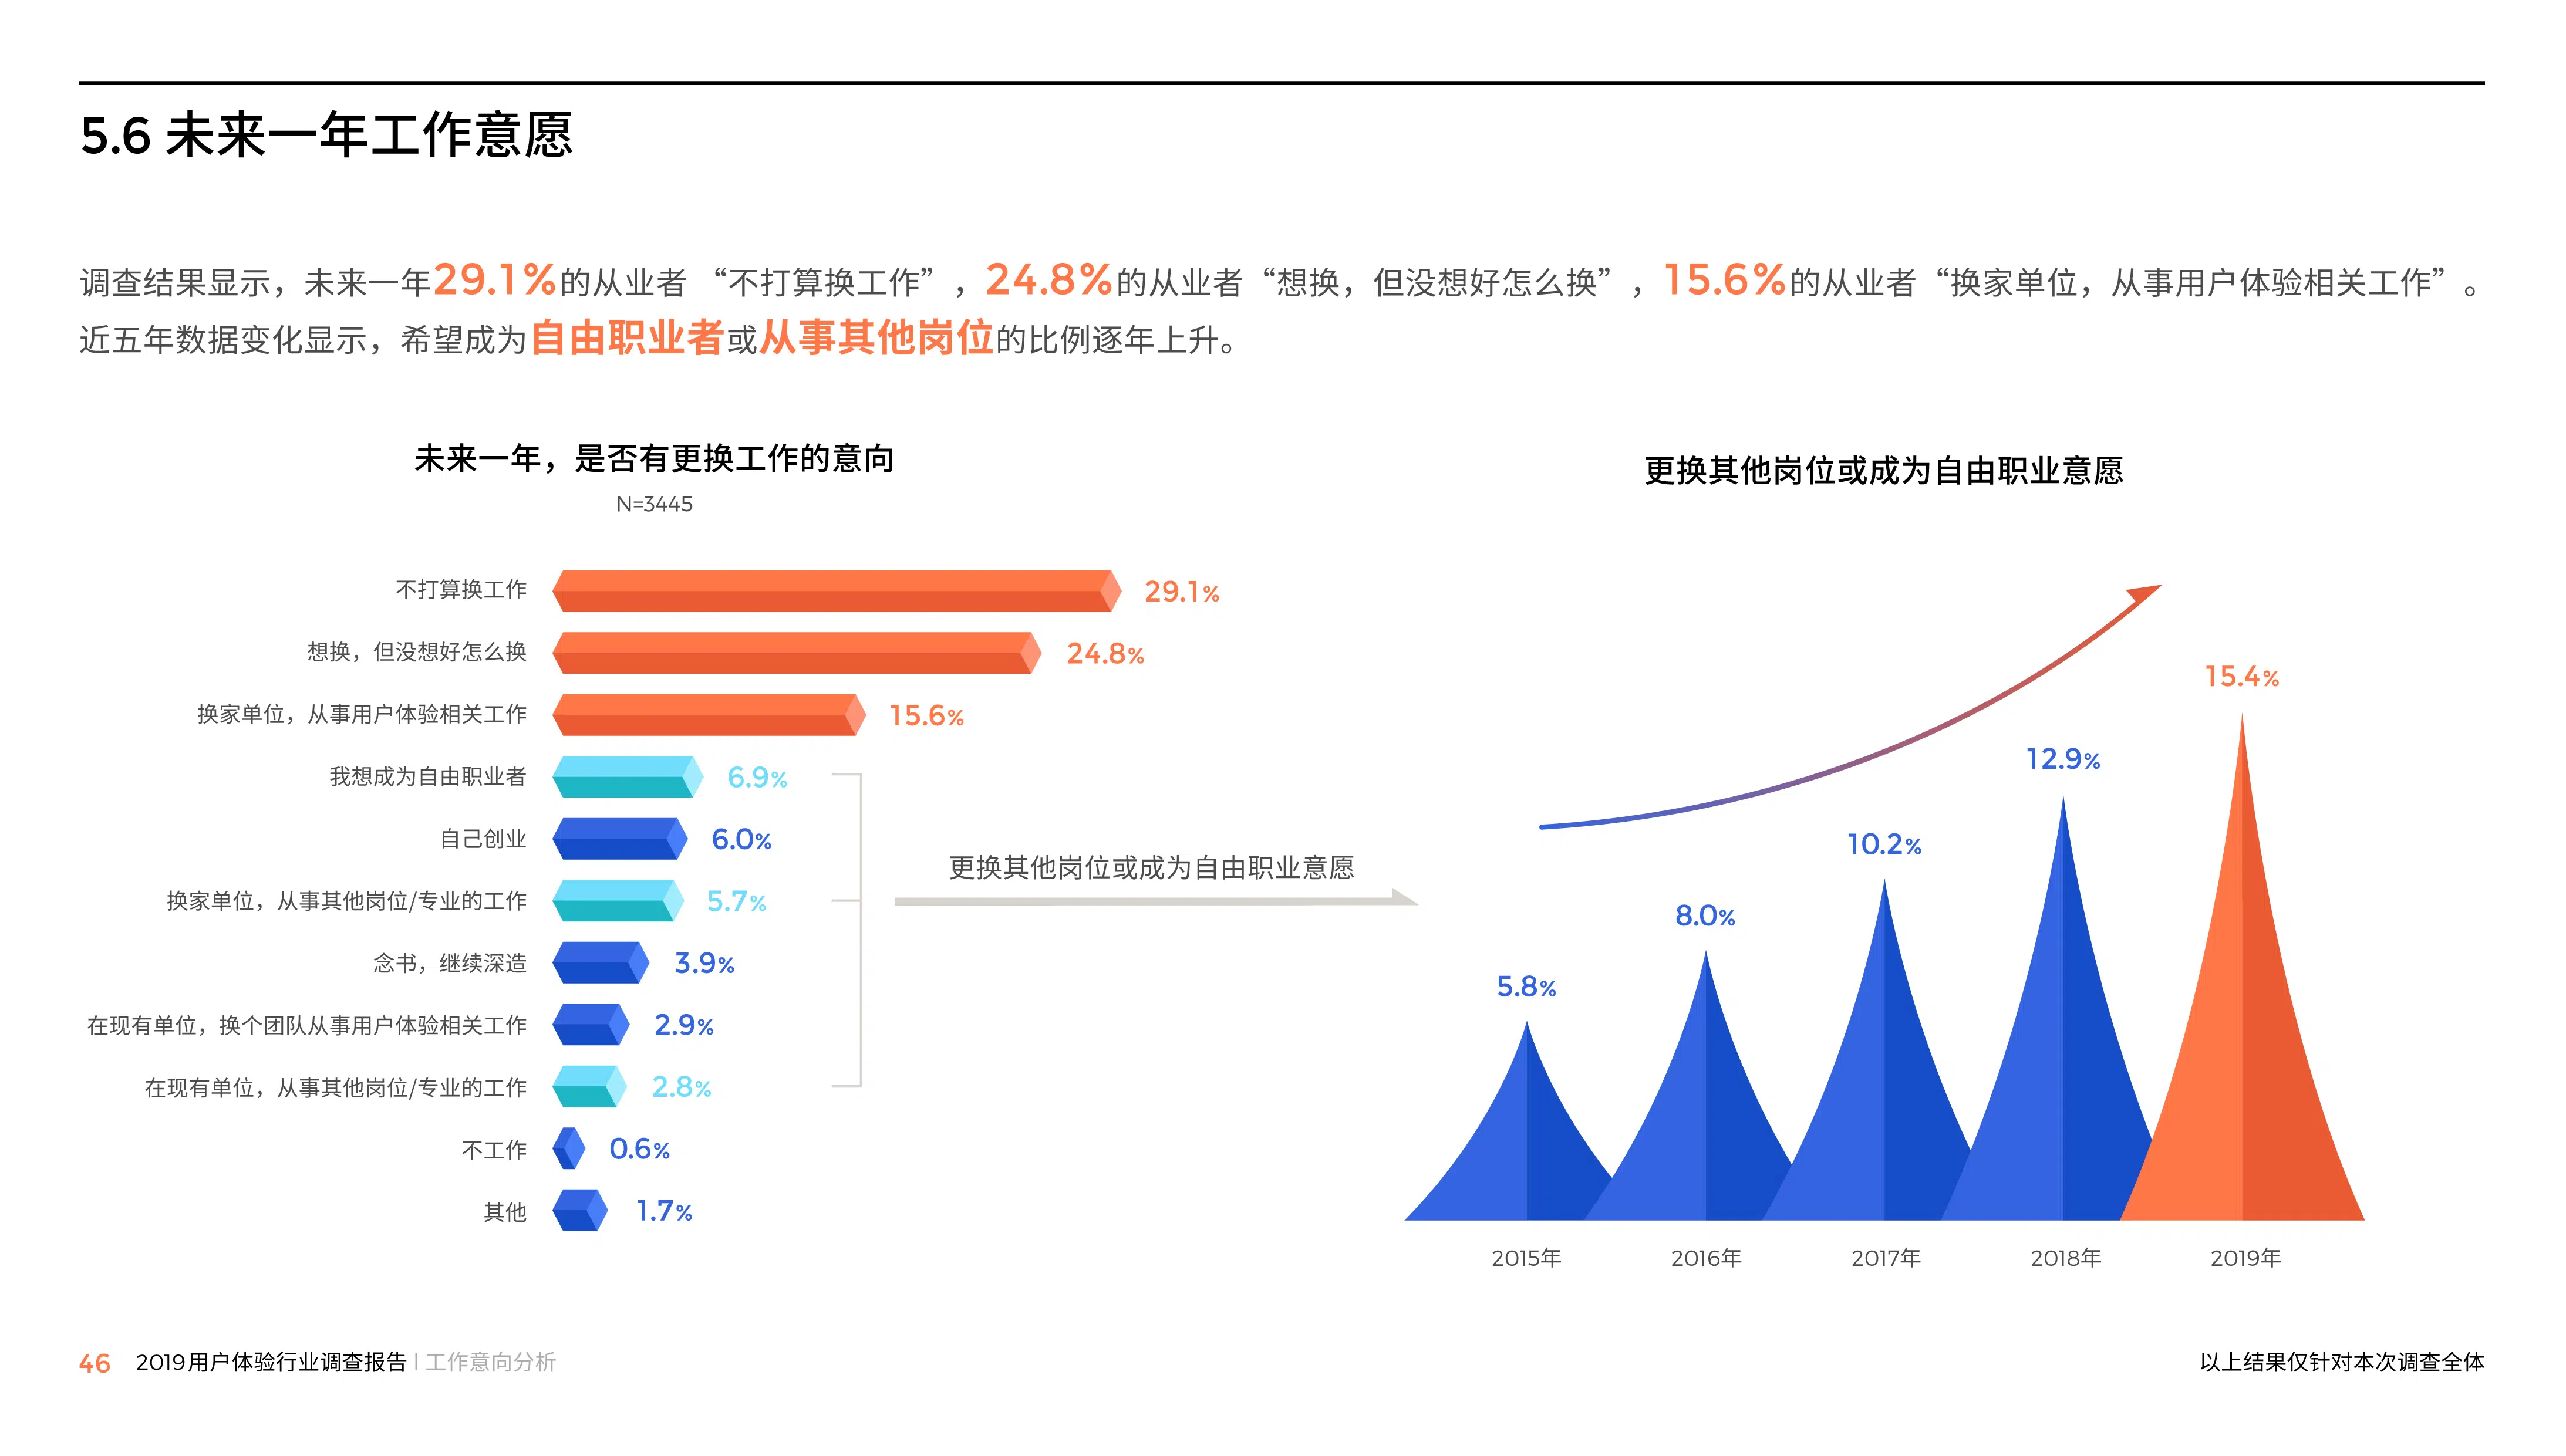 5.6 未来一年工作意愿
调查结果显示，未来一年29.1%的从业者 “不打算换工作”，24.8%的从业者“想换，但没想好怎么换”，15.6%的从业者“换家单位，从事用户体验相关工作”。
近五年数据变化显示，希望成为自由职业者或从事其他岗位的比例逐年上升。
未来一年，是否有更换工作的意向
N=3445
不打算换工作 29.1%
想换，但没想好怎么换 24.8%
换家单位，从事用户体验相关工作 15.6%
我想成为自由职业者 6.9%
自己创业 6.0%
换家单位，从事其他岗位/专业的工作 5.7%
念书，继续深造 3.9%
在现有单位，换个团队从事用户体验相关工作 2.9%
在现有单位，从事其他岗位/专业的工作 2.8%
不工作 0.6%
其他 1.7%
更换其他岗位或成为自由职业意愿
更换其他岗位或成为自由职业意愿
5.8% 8.0% 10.2% 12.9% 15.4%
2015年 2016年 2017年 2018年 2019年
46 2019用户体验行业调查报告 | 工作意向分析
以上结果仅针对本次调查全体